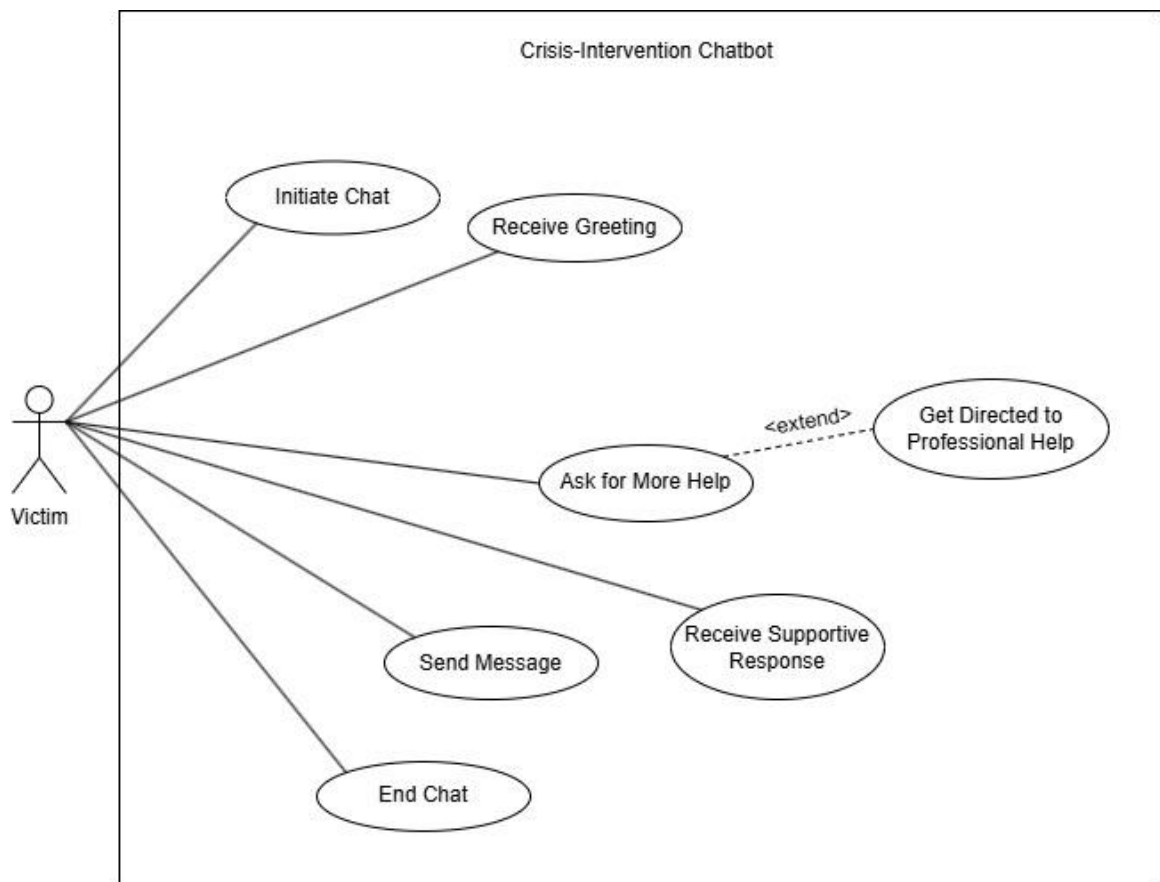 Crisis-Intervention Chatbot
Initiate Chat
Receive Greeting
<extend>
Get Directed to
Professional Help
Ask for More Help
Victim
Receive Supportive
Response
Send Message
End Chat